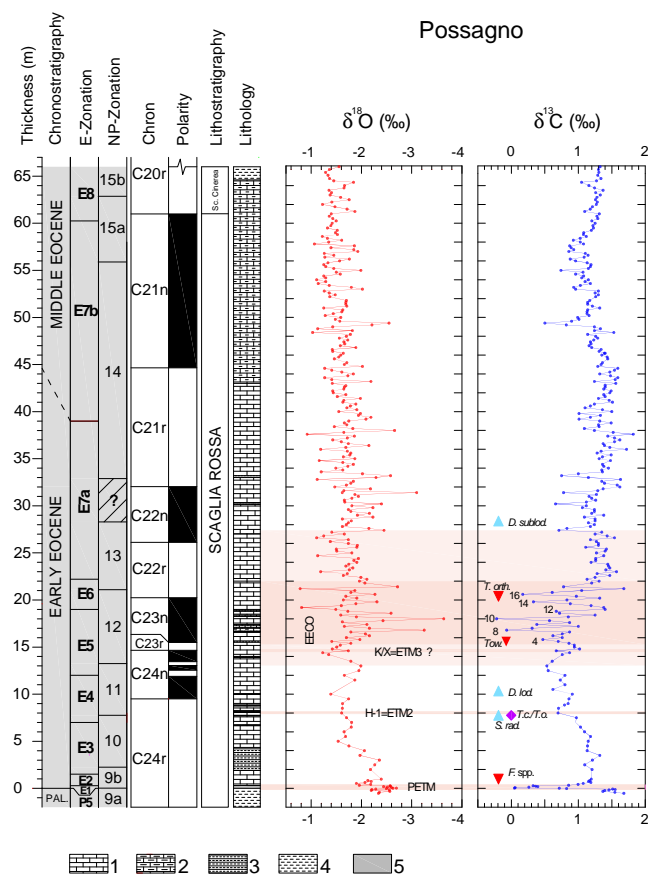 Possagno
Thickness (m)
Chronostratigraphy
E-Zonation
NP-Zonation
Chron
Polarity
Lithostratigraphy
Lithology
δ18O (‰)
δ13C (‰)
-1 -2 -3 -4
0 1 2
65
60
55
50
45
40
35
30
25
20
15
10
5
0
MIDDLE EOCENE
EARLY EOCENE
PAL.
E8
E7b
E7a
E6
E5
E4
E3
E2
E1
P5
15b
15a
14
?
13
12
11
10
9b
9a
C20r
C21n
C21r
C22n
C22r
C23n
C23r
C24n
C24r
Sc. Cinerea
SCAGLIA ROSSA
EECO
K/X=ETM3 ?
H-1=ETM2
PETM
D. sublod.
T. orth.
16
14
12
10
8
4
Tow.
D. lod.
T.c./T.o.
S. rad.
F. spp.
-1 -2 -3 -4
0 1 2
1 2 3 4 5